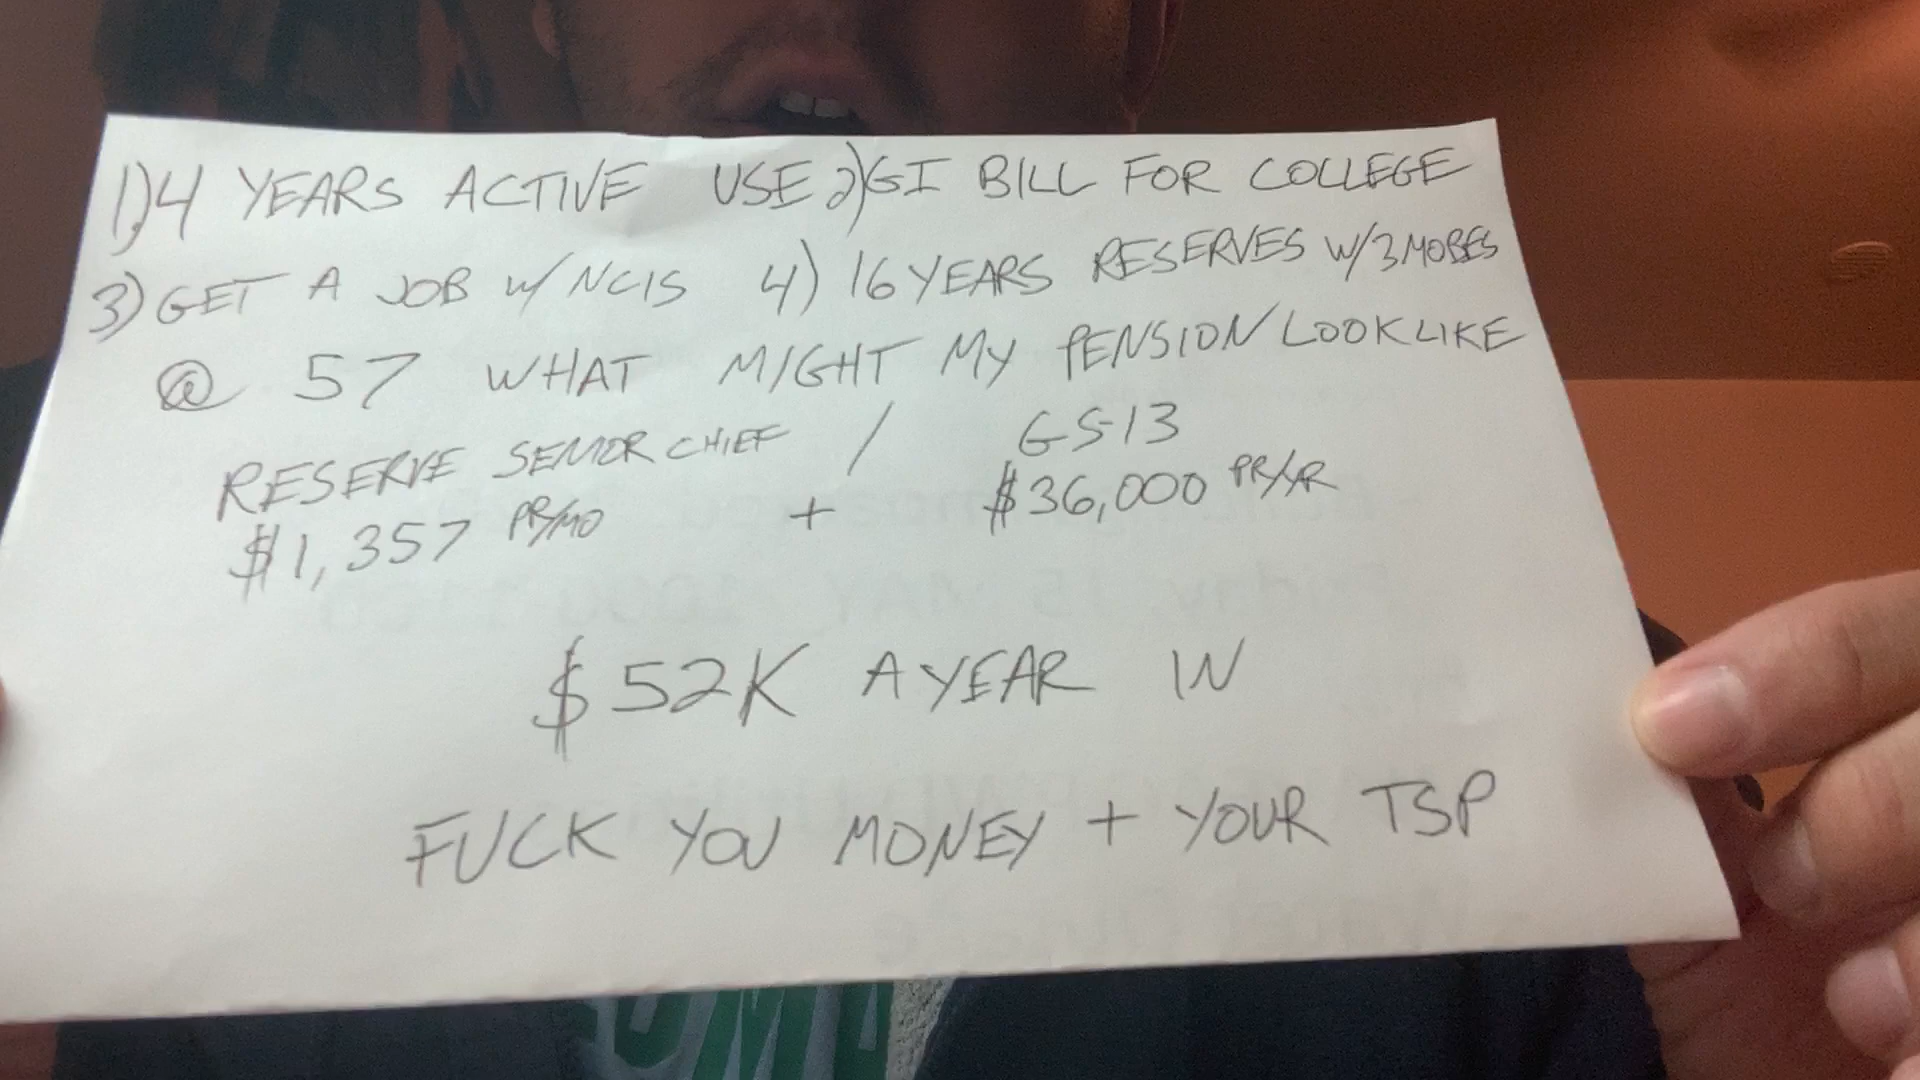 1) 4 YEARS ACTIVE USE 2) GI BILL FOR COLLEGE
3) GET A JOB W/ NCIS 4) 16 YEARS RESERVES W/3 MOBES
@ 57 WHAT MIGHT MY PENSION LOOK LIKE
RESERVE SENIOR CHIEF / GS-13
$1,357 PR/MO + $36,000 PR/YR
$52K A YEAR IN
FUCK YOU MONEY + YOUR TSP